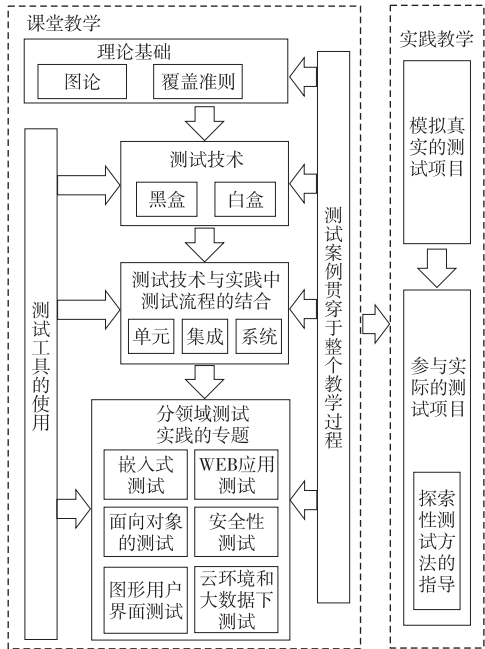 课堂教学
理论基础
图论
覆盖准则
测试技术
黑盒
白盒
测试技术与实践中
测试流程的结合
单元
集成
系统
分领域测试
实践的专题
嵌入式
测试
WEB应用
测试
面向对象
的测试
安全性
测试
图形用户
界面测试
云环境和
大数据下
测试
测试工具的使用
测试案例贯穿于整个教学过程
实践教学
模拟真
实的测
试项目
参与实
际的测
试项目
探索
性测
试方
法的
指导